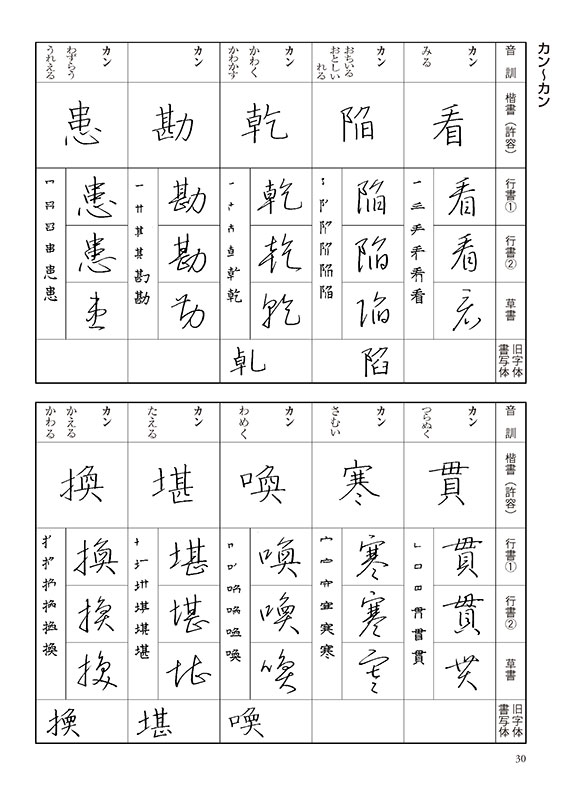 カン〜カン
音 訓
楷書（許容）
行書①
行書②
草書
旧字体
書写体
カン
みる
看
看
看
看
カン
おちいる
おとしい
れる
陥
陥
陥
陥
陷
カン
かわく
かわかす
乾
乾
乾
乾
乹
カン
勘
勘
勘
勘
カン
わずらう
うれえる
患
患
患
患
音 訓
楷書（許容）
行書①
行書②
草書
旧字体
書写体
カン
つらぬく
貫
貫
貫
貫
カン
さむい
寒
寒
寒
寒
カン
わめく
喚
喚
喚
喚
喚
カン
たえる
堪
堪
堪
堪
堪
カン
かえる
かわる
換
換
換
換
換
30